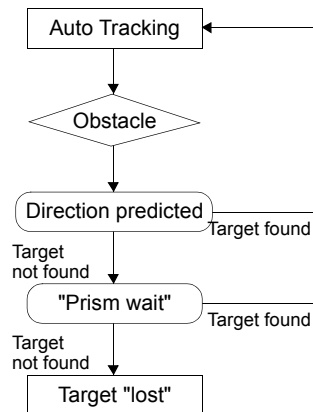 Auto Tracking
Obstacle
Direction predicted
Target found
Target
not found
"Prism wait"
Target found
Target
not found
Target "lost"